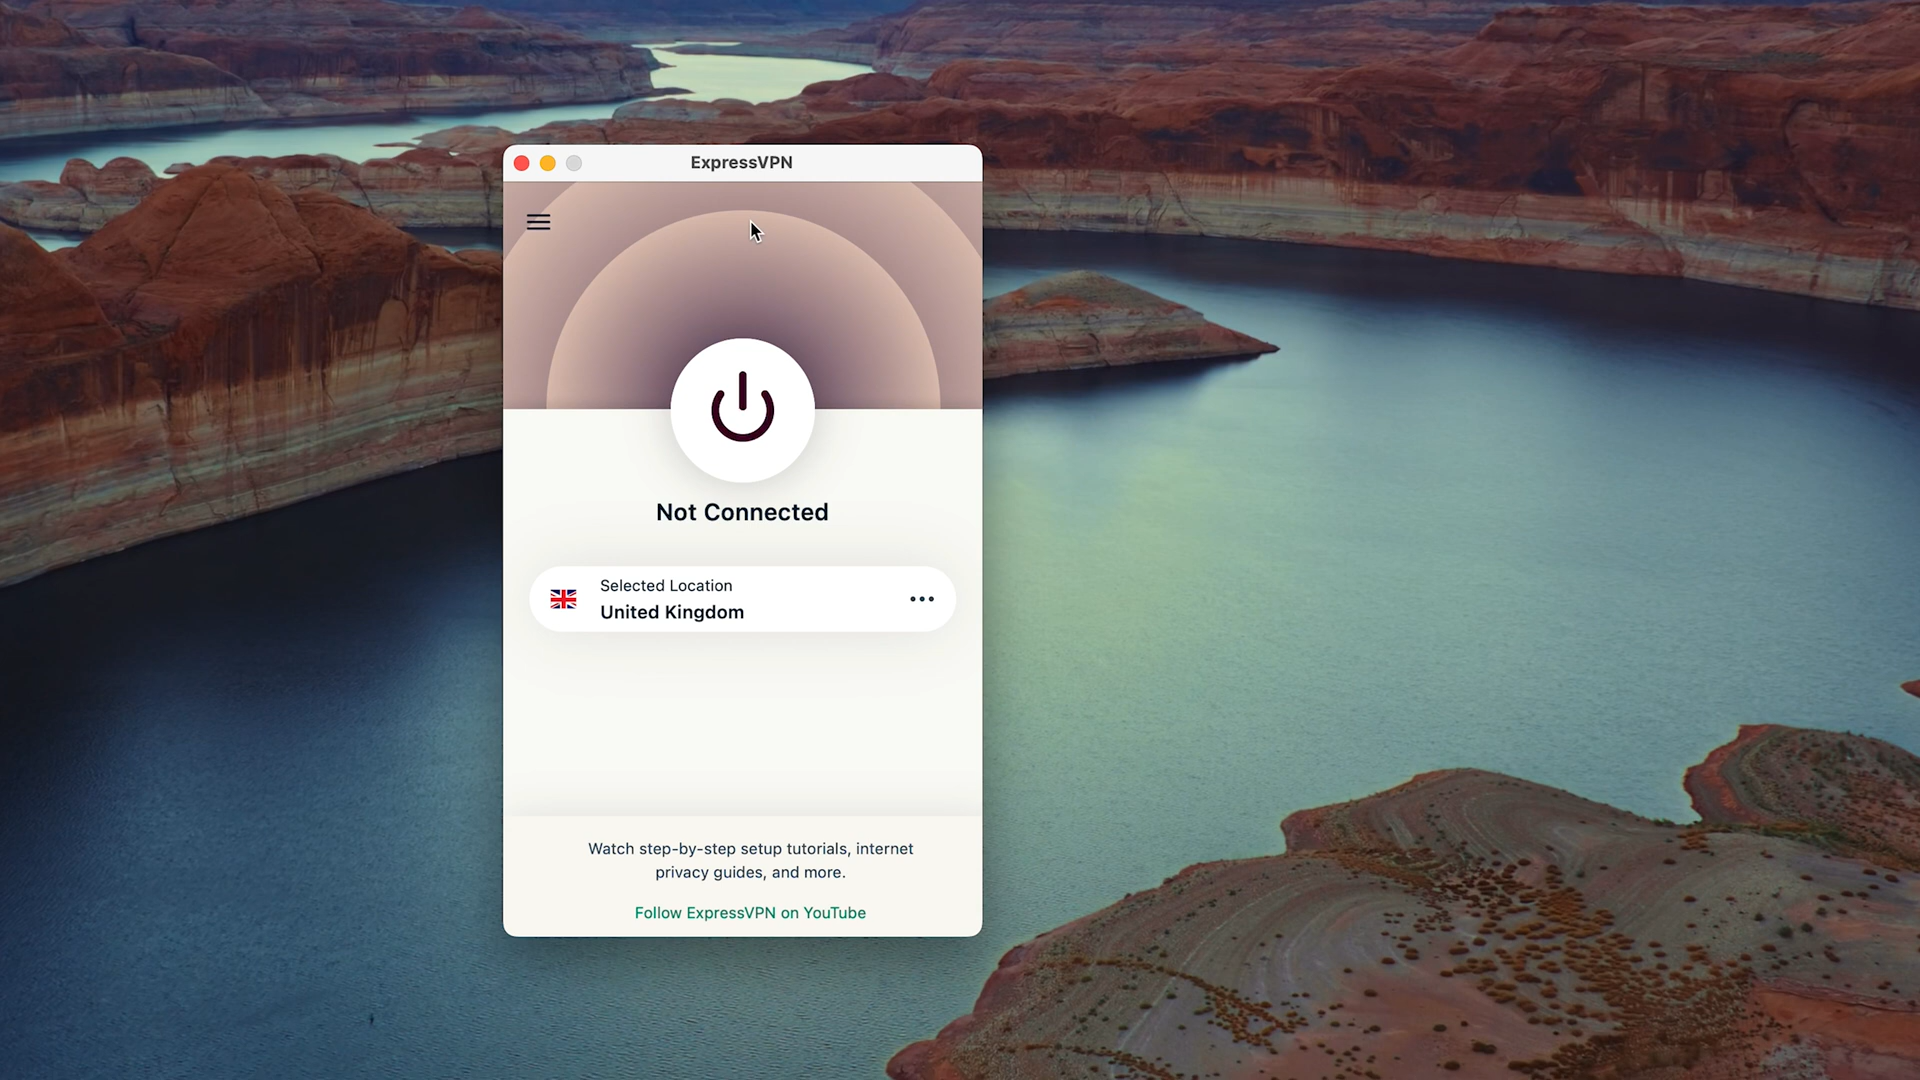 ExpressVPN
Not Connected
Selected Location
United Kingdom
Watch step-by-step setup tutorials, internet
privacy guides, and more.
Follow ExpressVPN on YouTube